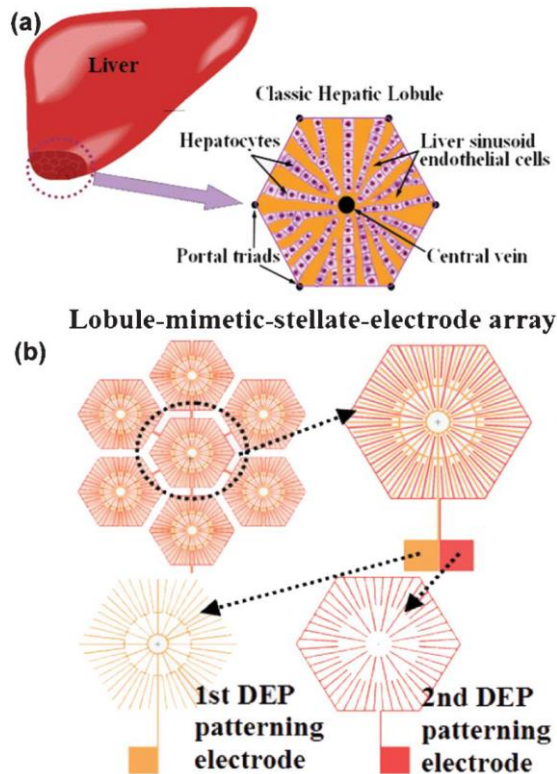 (a)
Liver
Classic Hepatic Lobule
Hepatocytes
Liver sinusoid
endothelial cells
Portal triads
Central vein
Lobule-mimetic-stellate-electrode array
(b)
1st DEP
patterning
electrode
2nd DEP
patterning
electrode